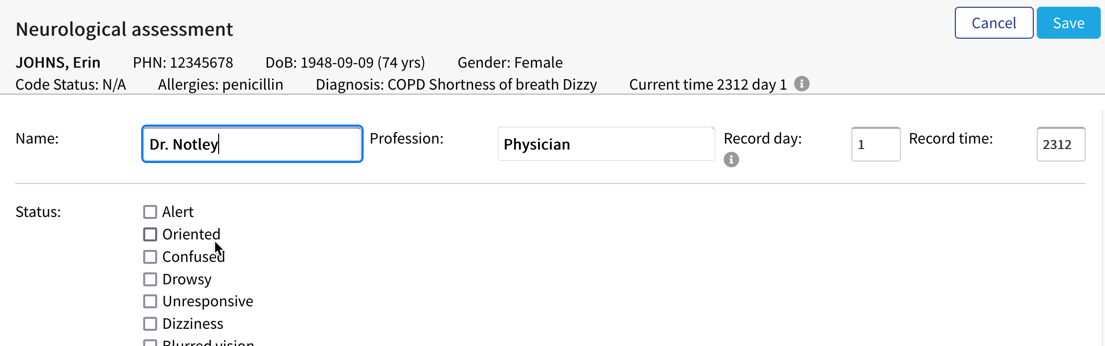 Neurological assessment
Cancel
Save
JOHNS, Erin PHN: 12345678 DoB: 1948-09-09 (74 yrs) Gender: Female
Code Status: N/A Allergies: penicillin Diagnosis: COPD Shortness of breath Dizzy Current time 2312 day 1 i
Name: Dr. Notley Profession: Physician Record day: 1 Record time: 2312
i
Status:
Alert
Oriented
Confused
Drowsy
Unresponsive
Dizziness
Blurred vision